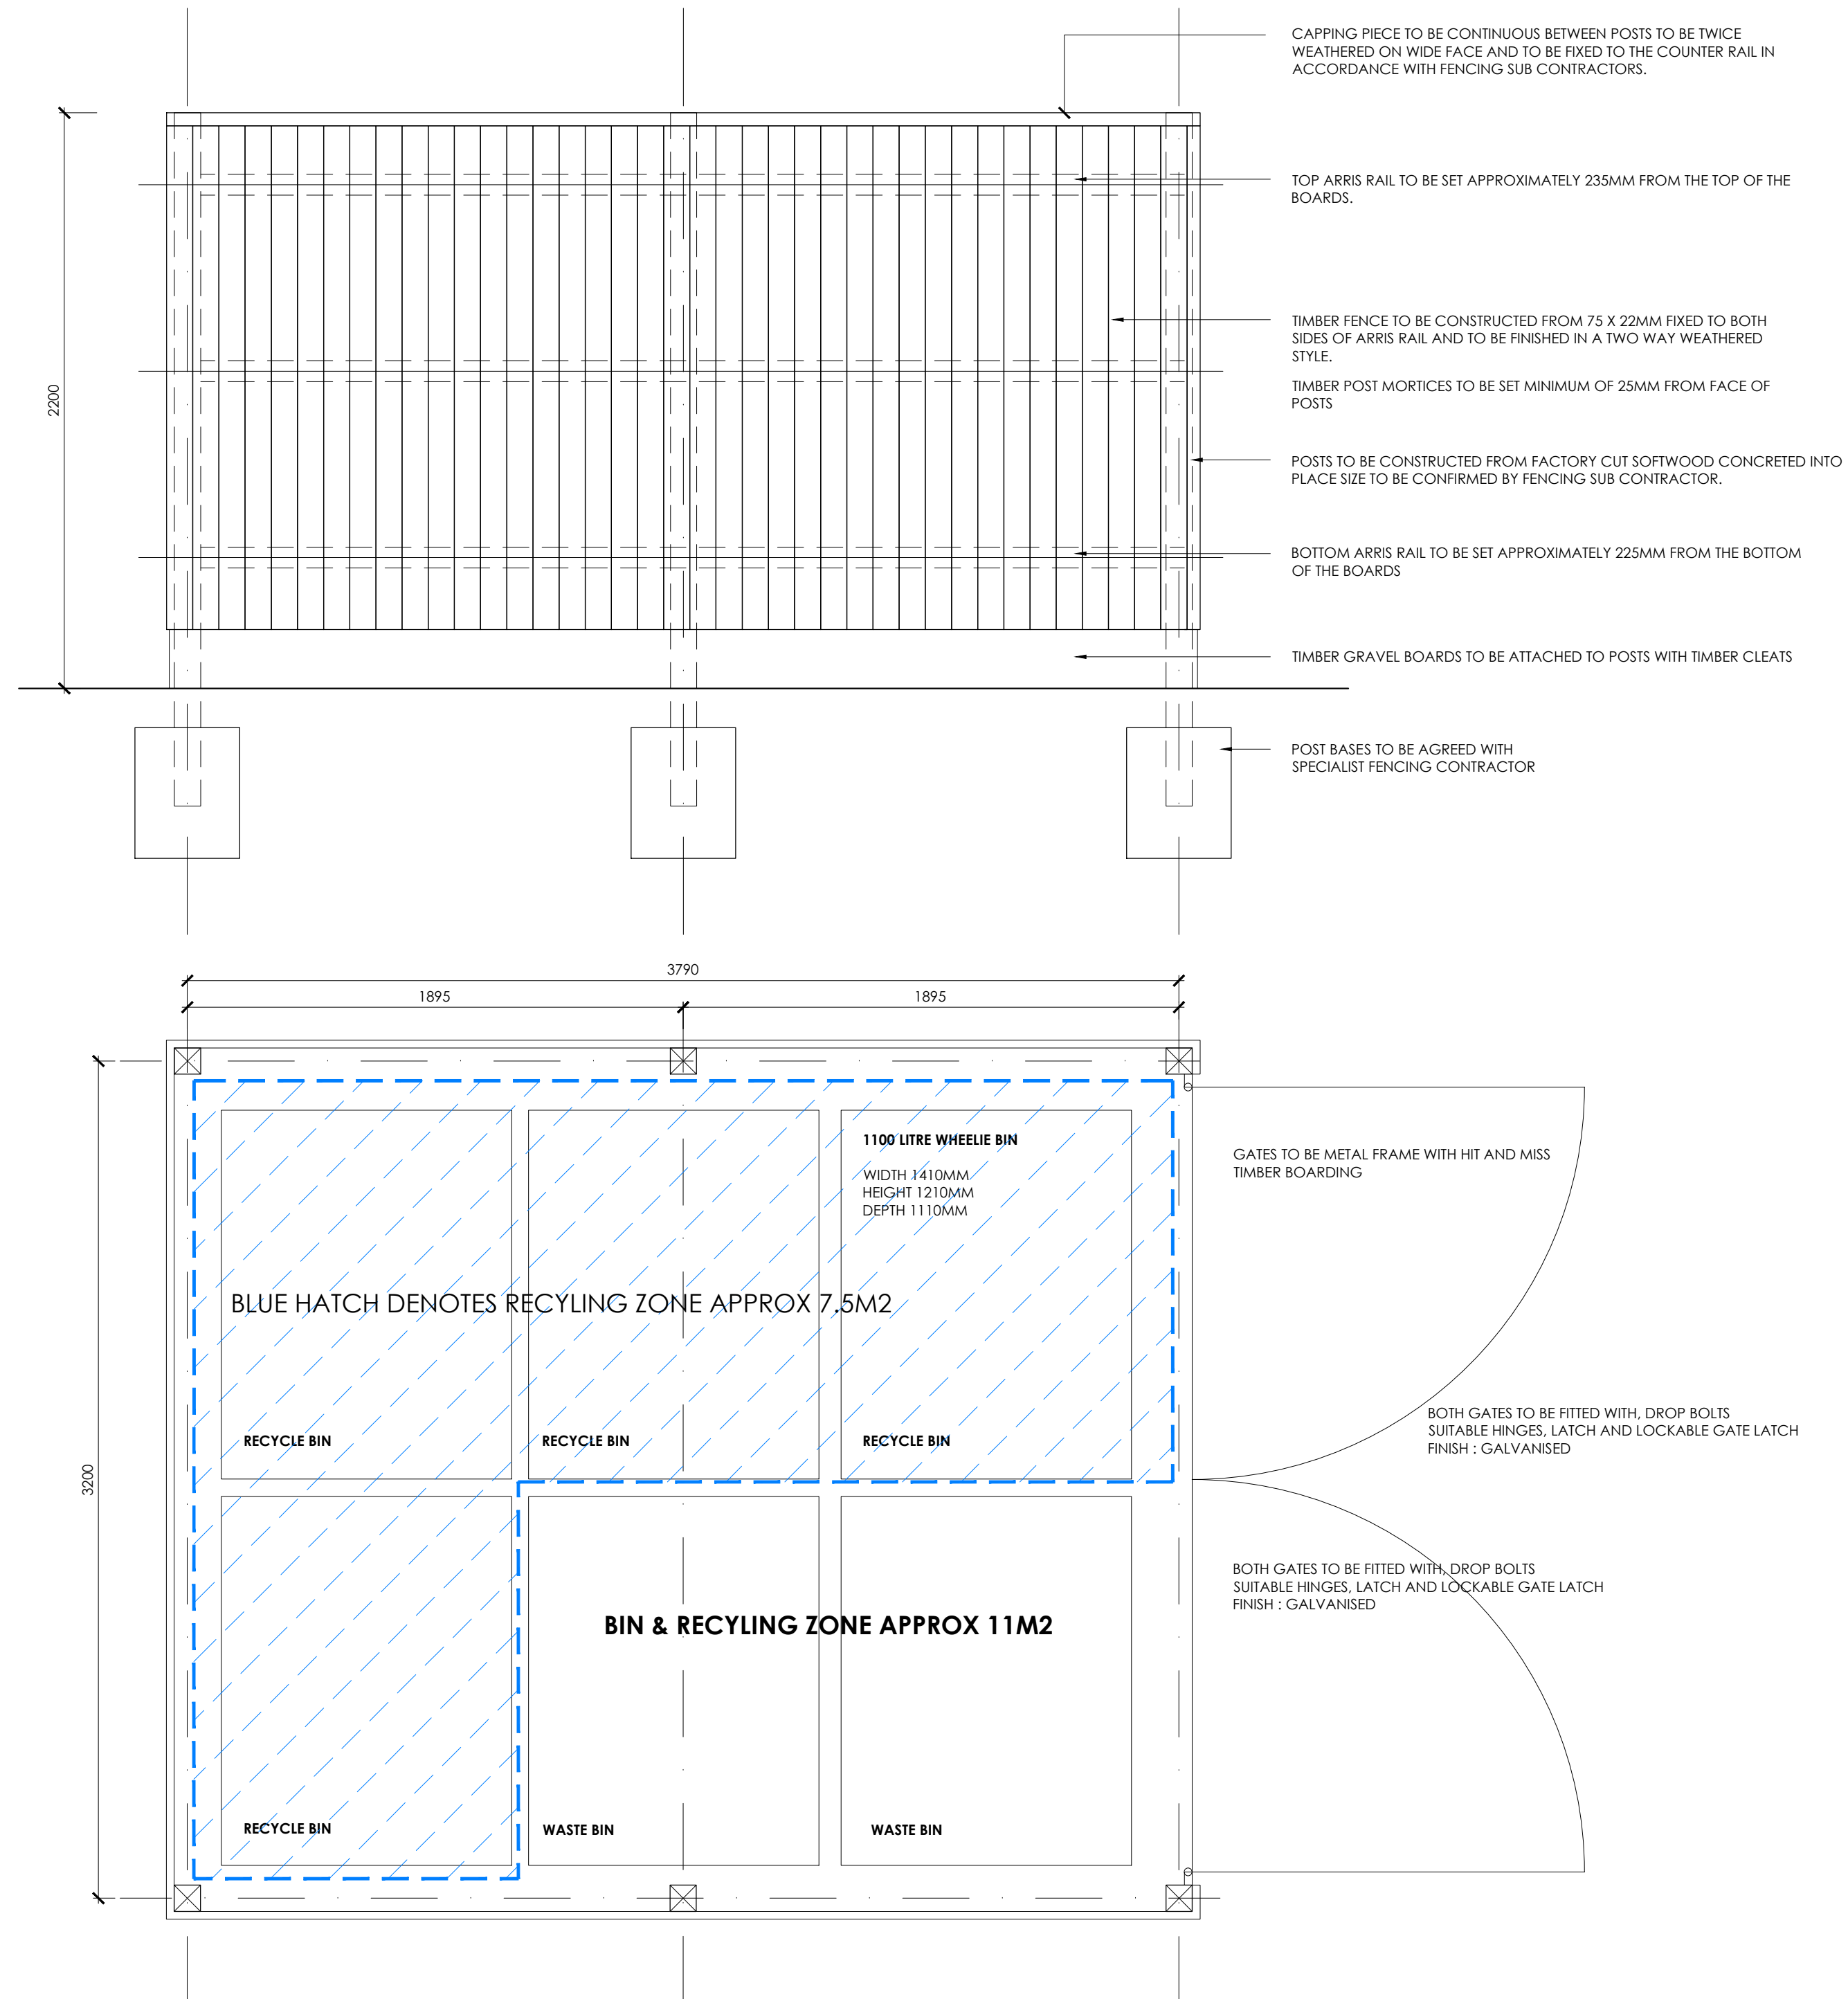 CAPPING PIECE TO BE CONTINUOUS BETWEEN POSTS TO BE TWICE
WEATHERED ON WIDE FACE AND TO BE FIXED TO THE COUNTER RAIL IN
ACCORDANCE WITH FENCING SUB CONTRACTORS.
TOP ARRIS RAIL TO BE SET APPROXIMATELY 235MM FROM THE TOP OF THE
BOARDS.
TIMBER FENCE TO BE CONSTRUCTED FROM 75 X 22MM FIXED TO BOTH
SIDES OF ARRIS RAIL AND TO BE FINISHED IN A TWO WAY WEATHERED
STYLE.
TIMBER POST MORTICES TO BE SET MINIMUM OF 25MM FROM FACE OF
POSTS
2200
POSTS TO BE CONSTRUCTED FROM FACTORY CUT SOFTWOOD CONCRETED INTO
PLACE SIZE TO BE CONFIRMED BY FENCING SUB CONTRACTOR.
BOTTOM ARRIS RAIL TO BE SET APPROXIMATELY 225MM FROM THE BOTTOM
OF THE BOARDS
TIMBER GRAVEL BOARDS TO BE ATTACHED TO POSTS WITH TIMBER CLEATS
POST BASES TO BE AGREED WITH
SPECIALIST FENCING CONTRACTOR
3790
1895
1895
1100 LITRE WHEELIE BIN
WIDTH 1410MM
HEIGHT 1210MM
DEPTH 1110MM
GATES TO BE METAL FRAME WITH HIT AND MISS
TIMBER BOARDING
BLUE HATCH DENOTES RECYLING ZONE APPROX 7.5M2
RECYCLE BIN
RECYCLE BIN
RECYCLE BIN
BOTH GATES TO BE FITTED WITH, DROP BOLTS
SUITABLE HINGES, LATCH AND LOCKABLE GATE LATCH
FINISH : GALVANISED
3200
BOTH GATES TO BE FITTED WITH, DROP BOLTS
SUITABLE HINGES, LATCH AND LOCKABLE GATE LATCH
FINISH : GALVANISED
BIN & RECYLING ZONE APPROX 11M2
RECYCLE BIN
WASTE BIN
WASTE BIN